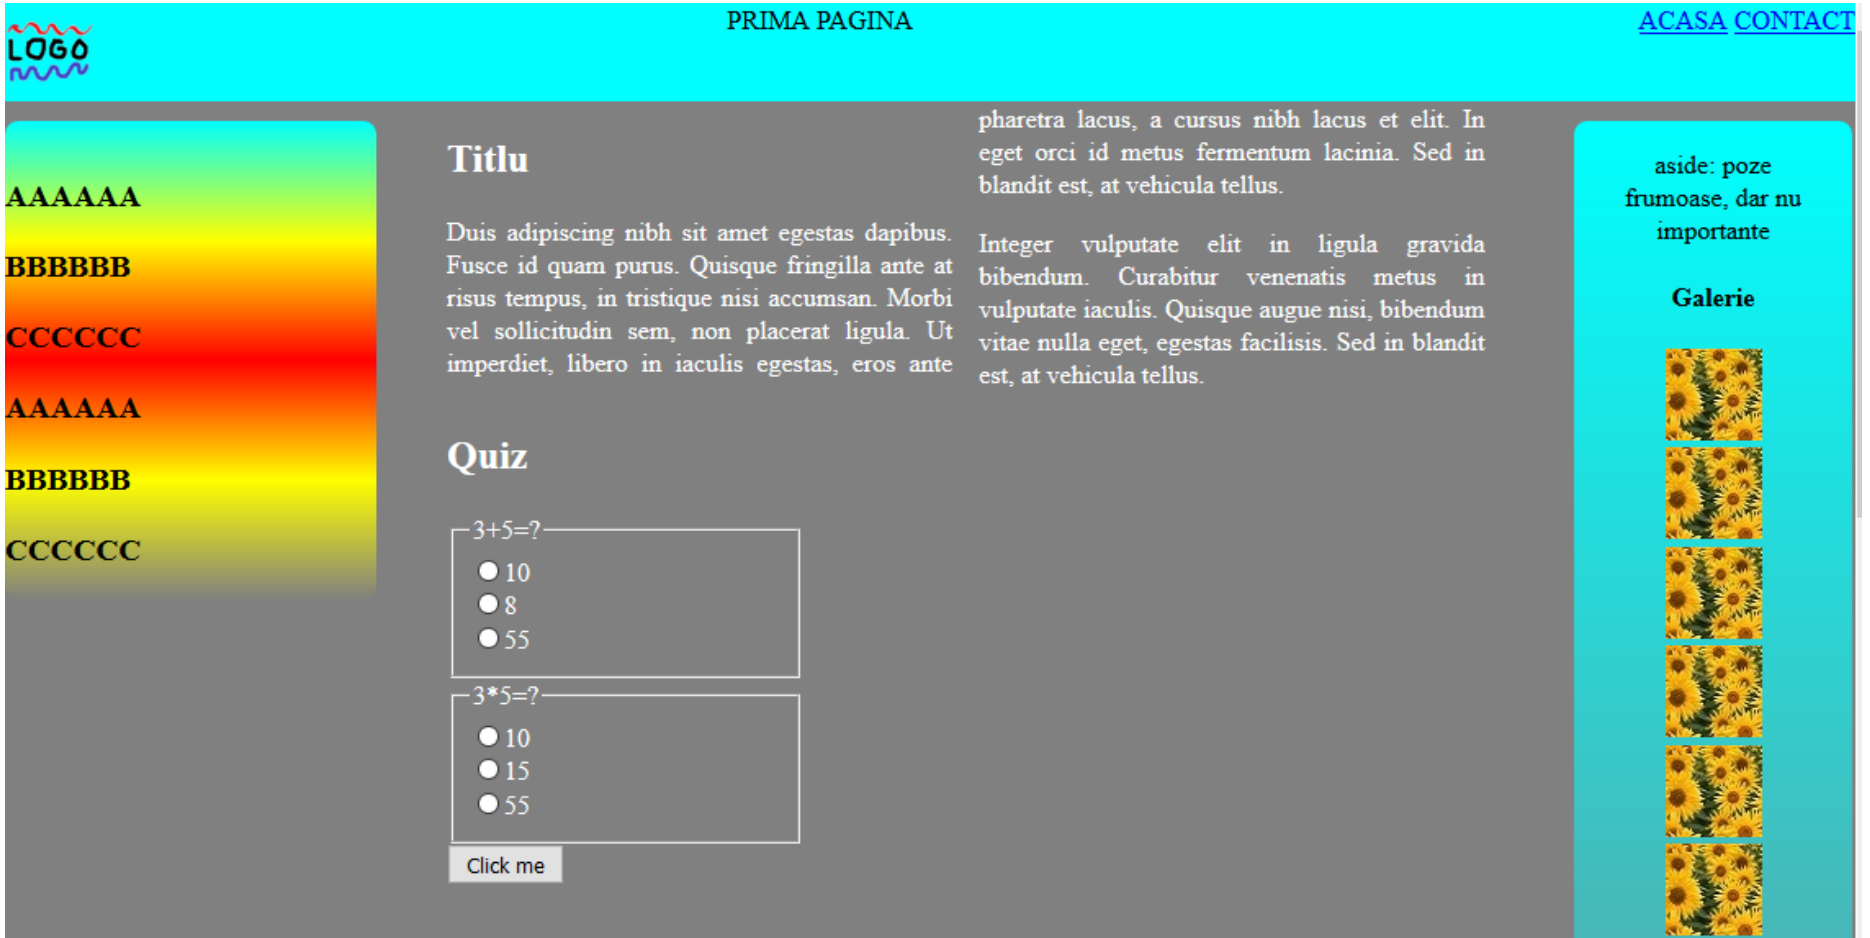 LOGO
PRIMA PAGINA
ACASA CONTACT
AAAAAA
BBBBBB
CCCCCC
AAAAAA
BBBBBB
CCCCCC
Titlu
Duis adipiscing nibh sit amet egestas dapibus.
Fusce id quam purus. Quisque fringilla ante at
risus tempus, in tristique nisi accumsan. Morbi
vel sollicitudin sem, non placerat ligula. Ut
imperdiet, libero in iaculis egestas, eros ante
pharetra lacus, a cursus nibh lacus et elit. In
eget orci id metus fermentum lacinia. Sed in
blandit est, at vehicula tellus.
Integer vulputate elit in ligula gravida
bibendum. Curabitur venenatis metus in
vulputate iaculis. Quisque augue nisi, bibendum
vitae nulla eget, egestas facilisis. Sed in blandit
est, at vehicula tellus.
Quiz
3+5=?
10
8
55
3*5=?
10
15
55
Click me
aside: poze
frumoase, dar nu
importante
Galerie